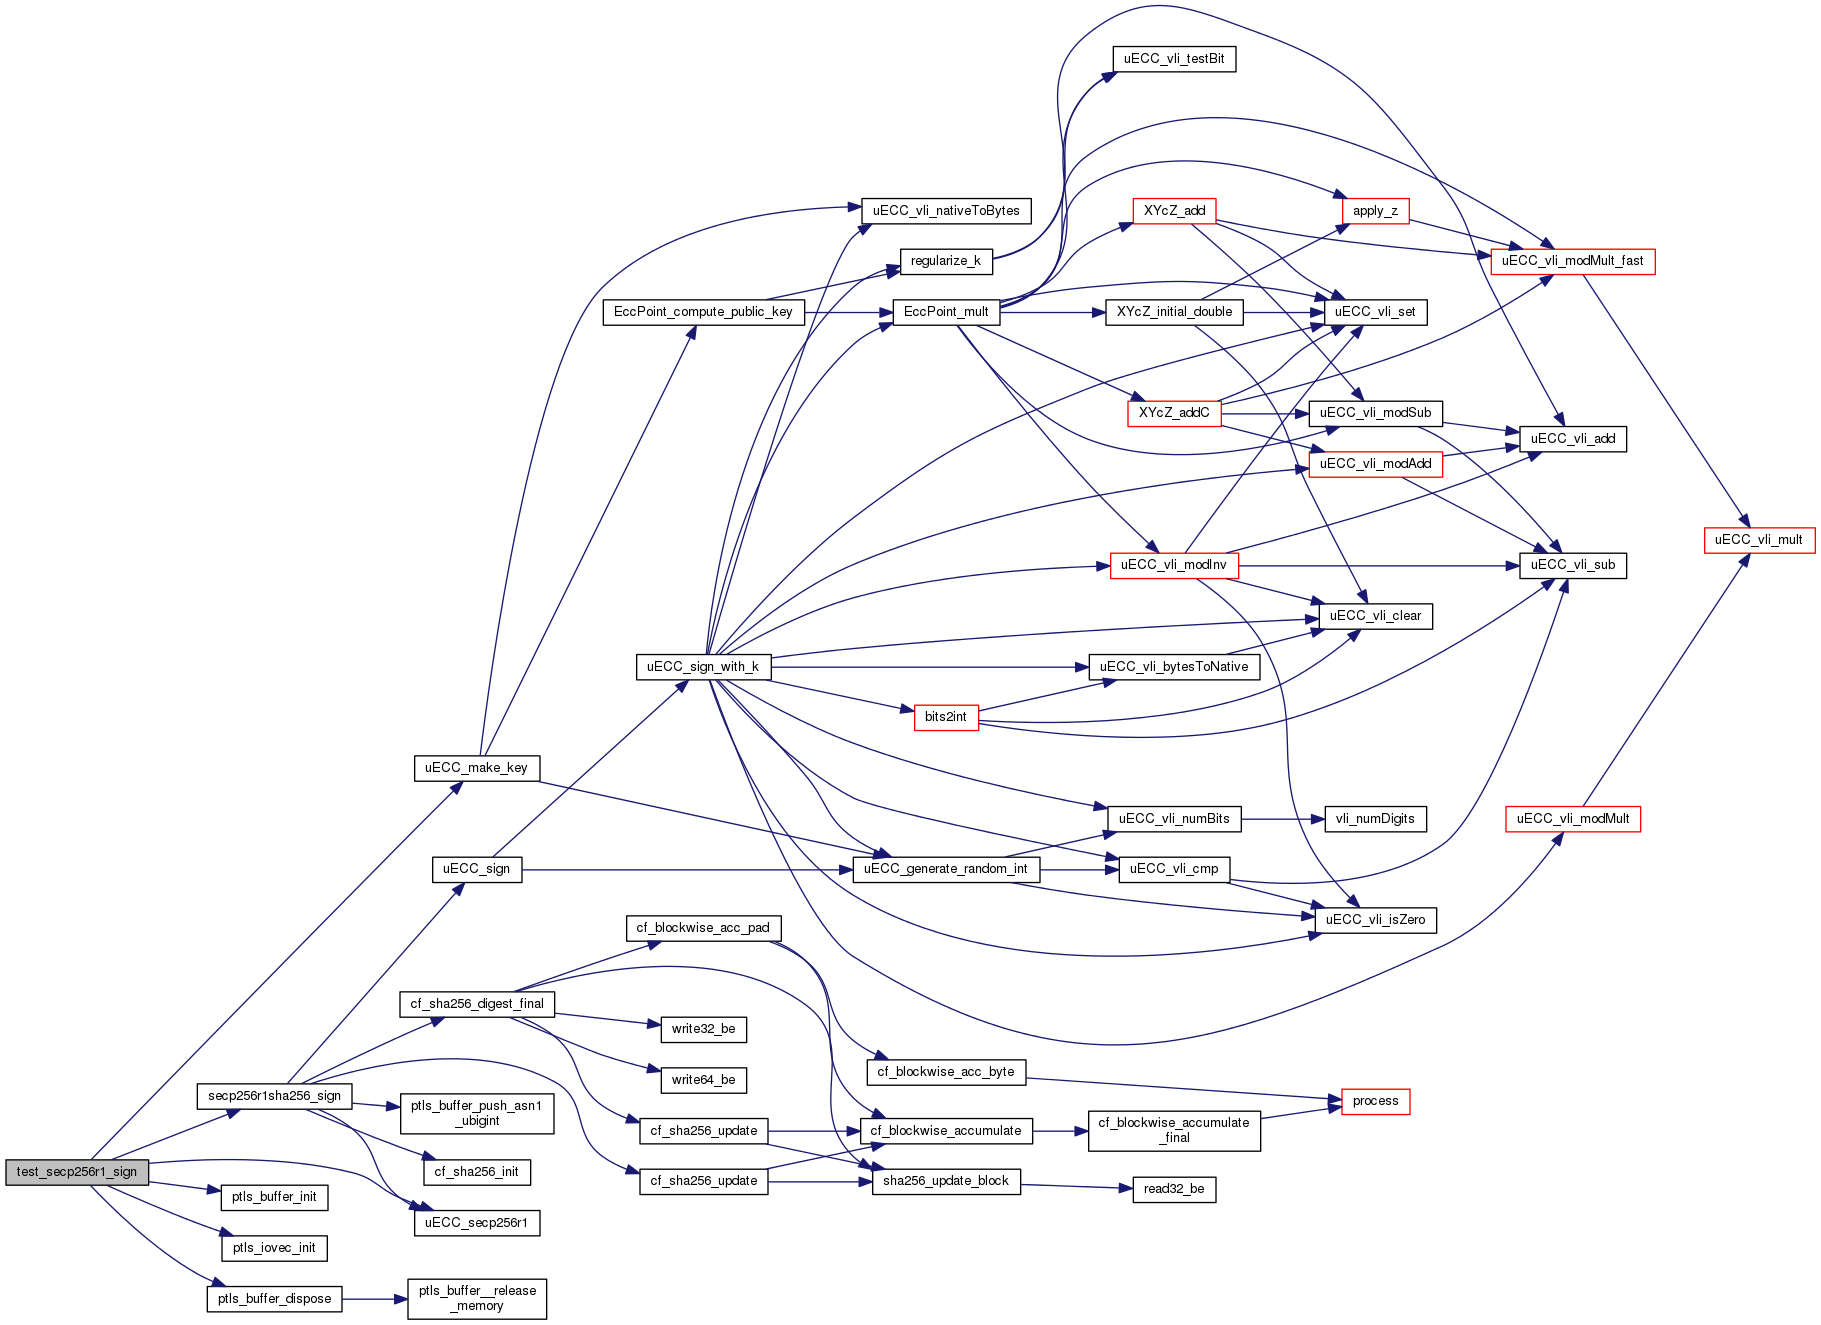 uECC_vli_testBit
uECC_vli_nativeToBytes
XYcZ_add
apply_z
regularize_k
uECC_vli_modMult_fast
EccPoint_compute_public_key
EccPoint_mult
XYcZ_initial_double
uECC_vli_set
XYcZ_addC
uECC_vli_modSub
uECC_vli_add
uECC_vli_modAdd
uECC_vli_mult
uECC_vli_modInv
uECC_vli_sub
uECC_vli_clear
uECC_sign_with_k
uECC_vli_bytesToNative
bits2int
uECC_make_key
uECC_vli_numBits
vli_numDigits
uECC_vli_modMult
uECC_sign
uECC_generate_random_int
uECC_vli_cmp
uECC_vli_isZero
cf_blockwise_acc_pad
cf_sha256_digest_final
write32_be
cf_blockwise_acc_byte
write64_be
secp256r1sha256_sign
ptls_buffer_push_asn1
_ubigint
process
cf_sha256_update
cf_blockwise_accumulate
cf_blockwise_accumulate
_final
test_secp256r1_sign
cf_sha256_init
cf_sha256_update
sha256_update_block
read32_be
ptls_buffer_init
uECC_secp256r1
ptls_iovec_init
ptls_buffer_dispose
ptls_buffer__release
_memory